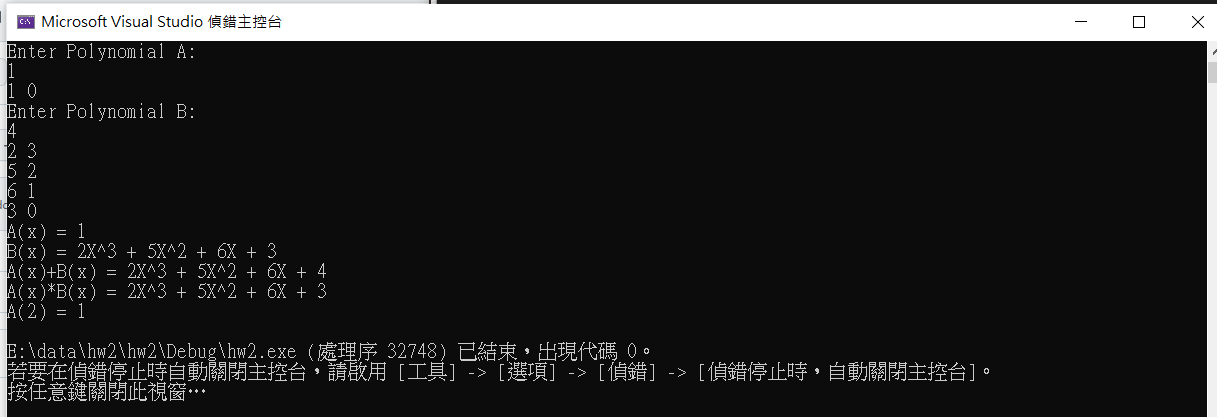 Microsoft Visual Studio 偵錯主控台
Enter Polynomial A:
1
1 0
Enter Polynomial B:
4
2 3
5 2
6 1
3 0
A(x) = 1
B(x) = 2X^3 + 5X^2 + 6X + 3
A(x)+B(x) = 2X^3 + 5X^2 + 6X + 4
A(x)*B(x) = 2X^3 + 5X^2 + 6X + 3
A(2) = 1
E:\data\hw2\hw2\Debug\hw2.exe (處理序 32748) 已結束，出現代碼 0。
若要在偵錯停止時自動關閉主控台，請啟用 [工具] -> [選項] -> [偵錯] -> [偵錯停止時，自動關閉主控台]。
按任意鍵關閉此視窗…